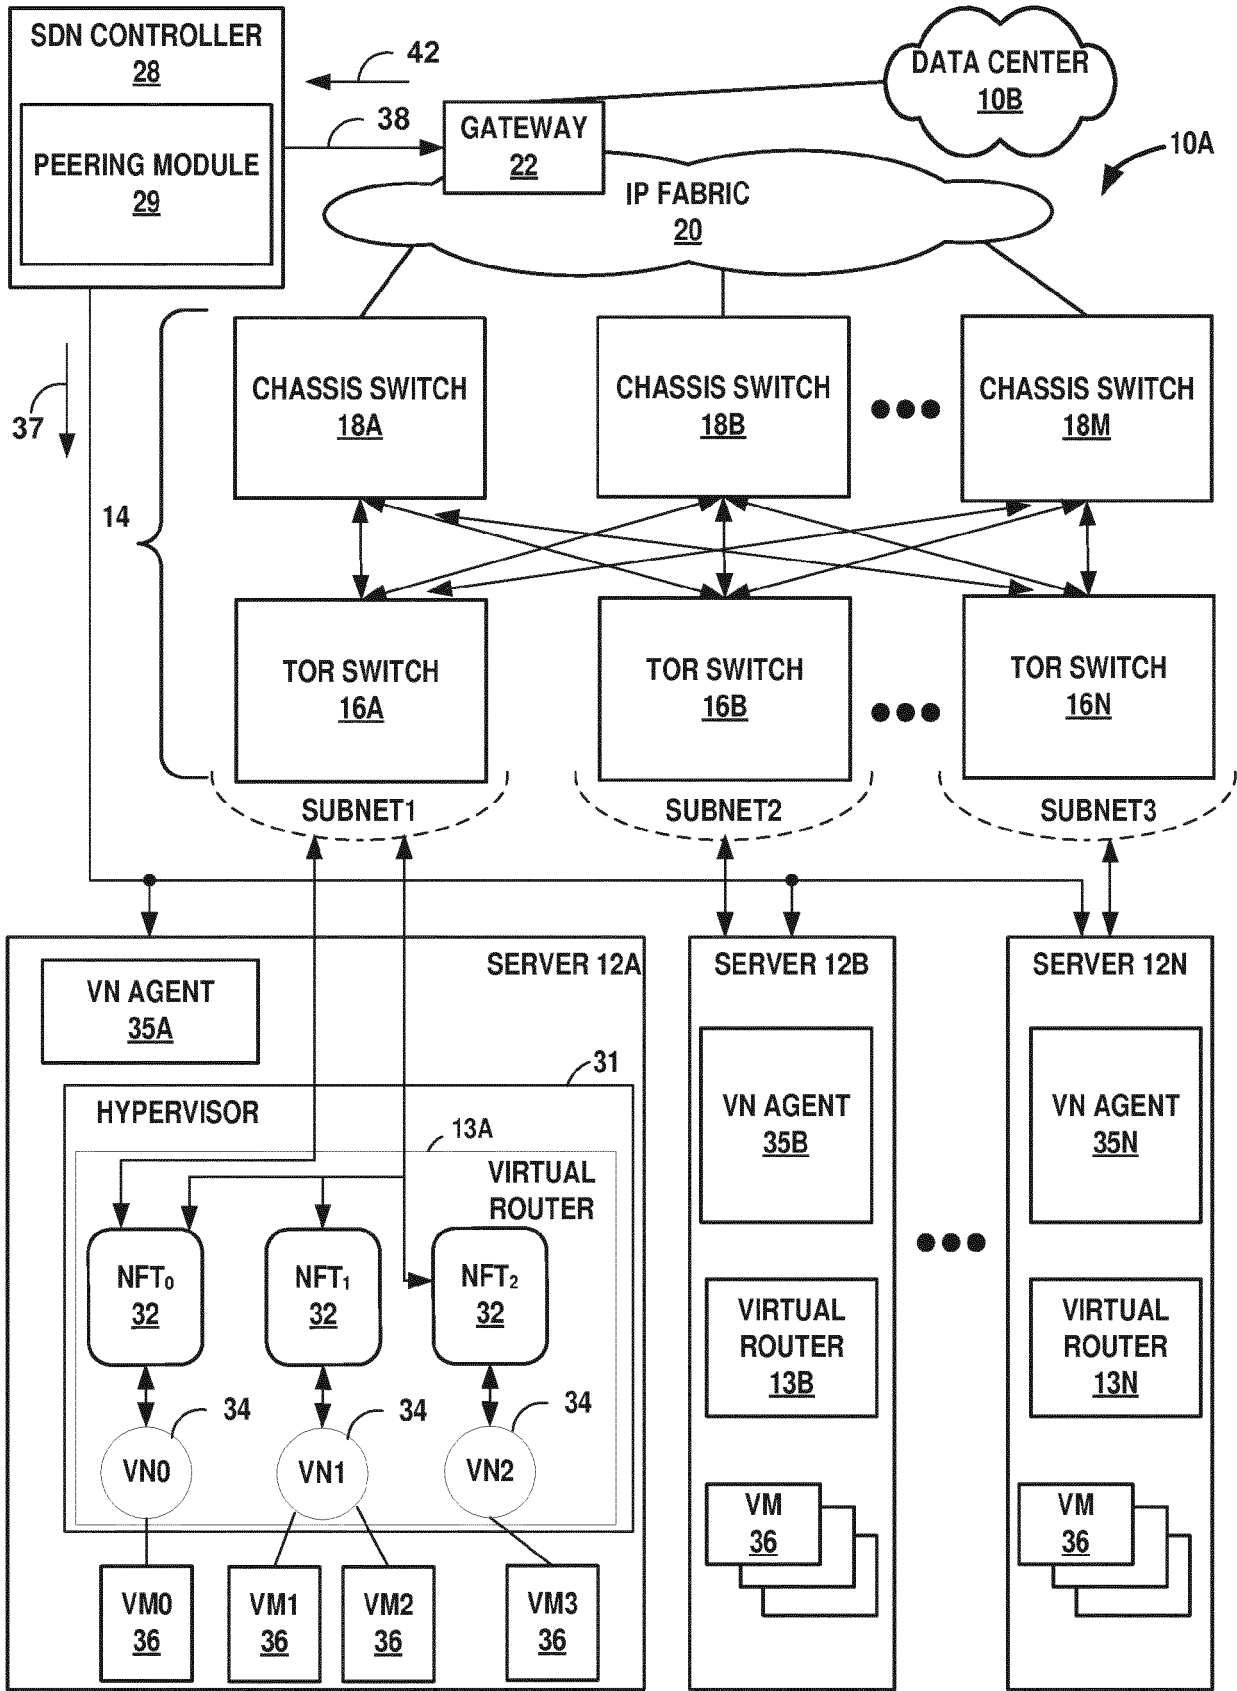 SDN CONTROLLER
28
PEERING MODULE
29
42
38
GATEWAY
22
DATA CENTER
10B
10A
IP FABRIC
20
37
14
CHASSIS SWITCH
18A
CHASSIS SWITCH
18B
CHASSIS SWITCH
18M
TOR SWITCH
16A
TOR SWITCH
16B
TOR SWITCH
16N
SUBNET1
SUBNET2
SUBNET3
SERVER 12A
VN AGENT
35A
31
HYPERVISOR
13A
VIRTUAL
ROUTER
NFT₀
32
NFT₁
32
NFT₂
32
34
34
34
VN0
VN1
VN2
VM0
36
VM1
36
VM2
36
VM3
36
SERVER 12B
VN AGENT
35B
VIRTUAL
ROUTER
13B
VM
36
SERVER 12N
VN AGENT
35N
VIRTUAL
ROUTER
13N
VM
36